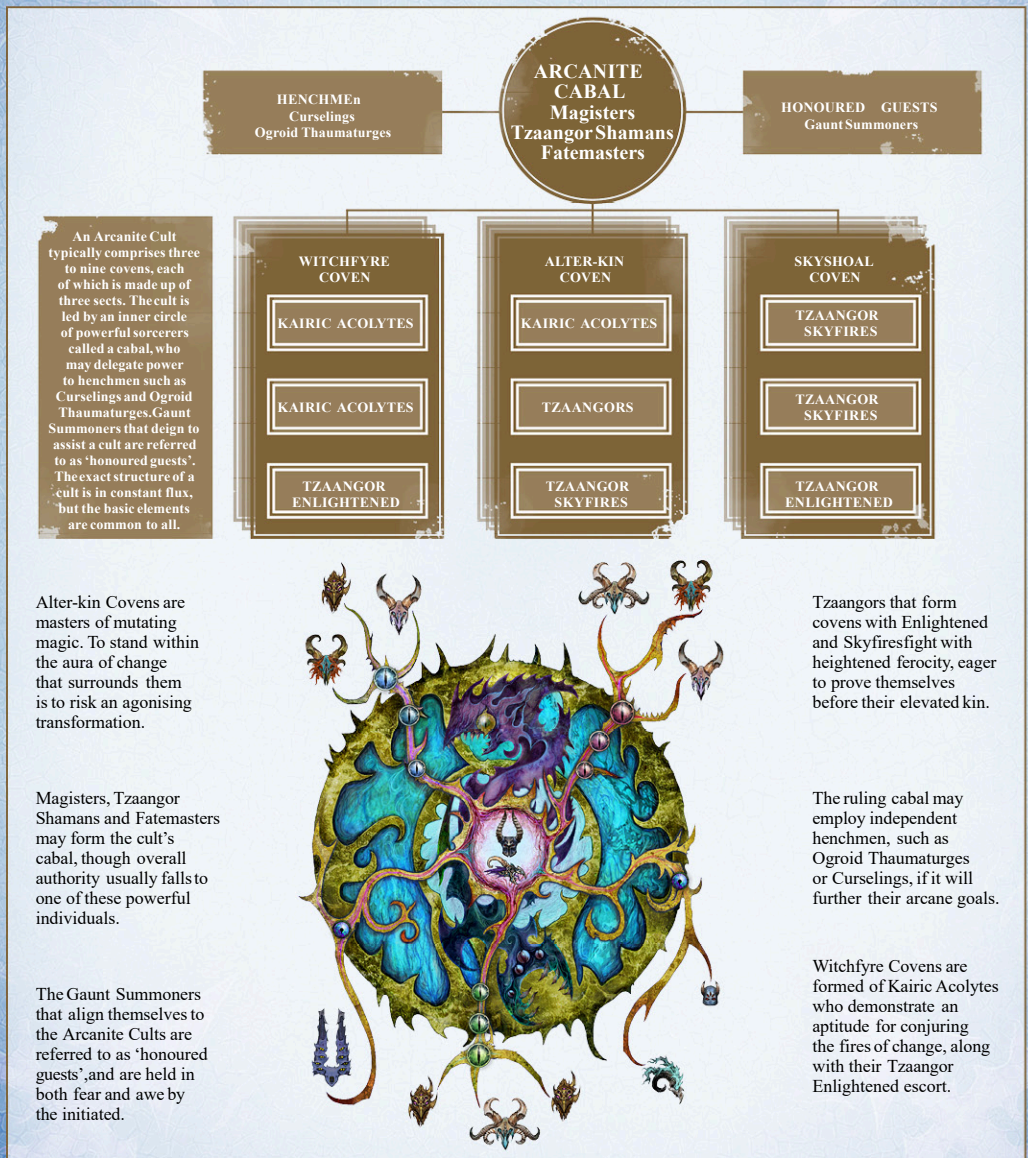 ARCANITE
CABAL
Magisters
Tzaangor Shamans
Fatemasters
HENCHMEn
Curselings
Ogroid Thaumaturges
HONOURED GUESTS
Gaunt Summoners
An Arcanite Cult
typically comprises three
to nine covens, each
of which is made up of
three sects. The cult is
led by an inner circle
of powerful sorcerers
called a cabal, who
may delegate power
to henchmen such as
Curselings and Ogroid
Thaumaturges.Gaunt
Summoners that deign to
assist a cult are referred
to as ‘honoured guests’.
The exact structure of a
cult is in constant flux,
but the basic elements
are common to all.
WITCHFYRE
COVEN
KAIRIC ACOLYTES
KAIRIC ACOLYTES
TZAANGOR
ENLIGHTENED
ALTER-KIN
COVEN
KAIRIC ACOLYTES
TZAANGORS
TZAANGOR
SKYFIRES
SKYSHOAL
COVEN
TZAANGOR
SKYFIRES
TZAANGOR
SKYFIRES
TZAANGOR
ENLIGHTENED
Alter-kin Covens are
masters of mutating
magic. To stand within
the aura of change
that surrounds them
is to risk an agonising
transformation.
Magisters, Tzaangor
Shamans and Fatemasters
may form the cult’s
cabal, though overall
authority usually falls to
one of these powerful
individuals.
The Gaunt Summoners
that align themselves to
the Arcanite Cults are
referred to as ‘honoured
guests’,and are held in
both fear and awe by
the initiated.
Tzaangors that form
covens with Enlightened
and Skyfiresfight with
heightened ferocity, eager
to prove themselves
before their elevated kin.
The ruling cabal may
employ independent
henchmen, such as
Ogroid Thaumaturges
or Curselings, if it will
further their arcane goals.
Witchfyre Covens are
formed of Kairic Acolytes
who demonstrate an
aptitude for conjuring
the fires of change, along
with their Tzaangor
Enlightened escort.